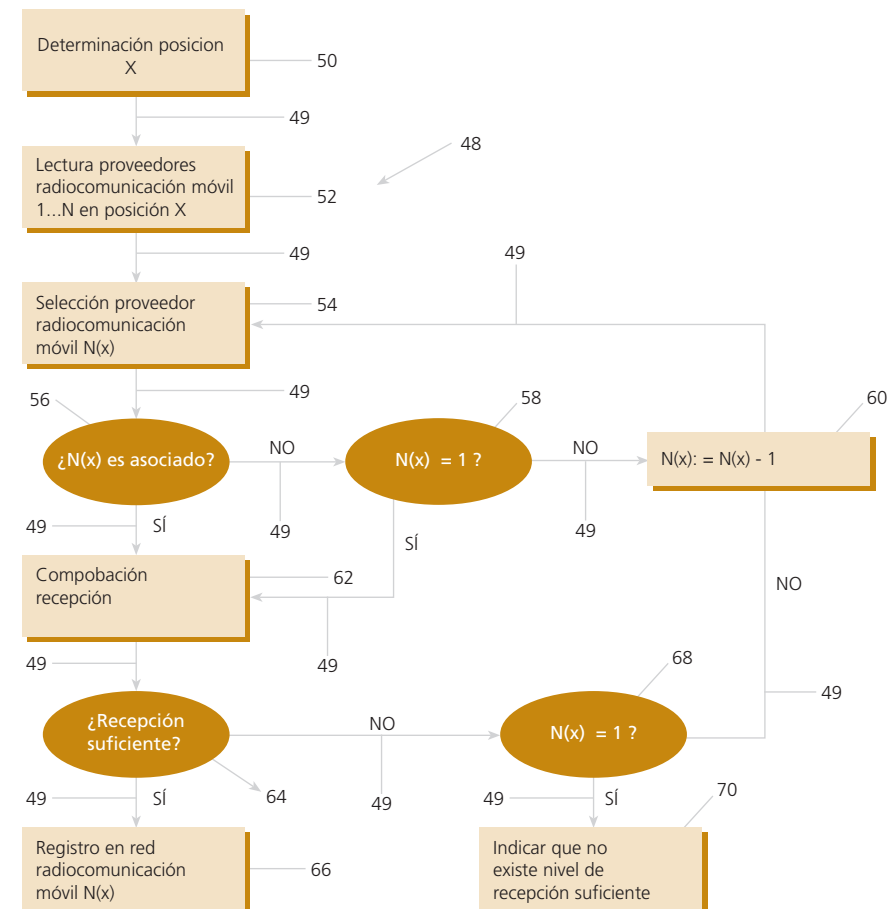 Determinación posicion
X
50
49
48
Lectura proveedores
radiocomunicación móvil
1...N en posición X
52
49
49
Selección proveedor
radiocomunicación
móvil N(x)
54
49
56
58
60
¿N(x) es asociado?
NO
N(x) = 1 ?
NO
N(x): = N(x) - 1
49
SÍ
49
49
SÍ
Compobación
recepción
62
NO
49
49
68
49
¿Recepción
suficiente?
NO
N(x) = 1 ?
49
SÍ
64
49
49
SÍ
70
Registro en red
radiocomunicación
móvil N(x)
66
Indicar que no
existe nivel de
recepción suficiente